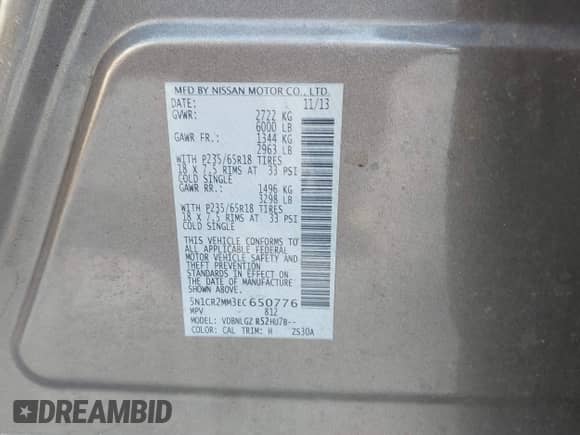 MFD BY NISSAN MOTOR CO., LTD.
DATE: 11/13
GVWR: 2722 KG
6000 LB
GAWR FR.: 1344 KG
2963 LB
WITH P235/65R18 TIRES
18 X 7.5 RIMS AT 33 PSI
COLD SINGLE
GAWR RR.: 1496 KG
3298 LB
WITH P235/65R18 TIRES
18 X 7.5 RIMS AT 33 PSI
COLD SINGLE
THIS VEHICLE CONFORMS TO
ALL APPLICABLE FEDERAL
MOTOR VEHICLE SAFETY AND
THEFT PREVENTION
STANDARDS IN EFFECT ON
THE DATE OF MANUFACTURE
SHOWN ABOVE.
5N1CR2MM3EC650776
MPV 812
MODEL: VDBNLGZ R52HU7B--
COLOR: CAL TRIM: H ZS30A
DREAMBID